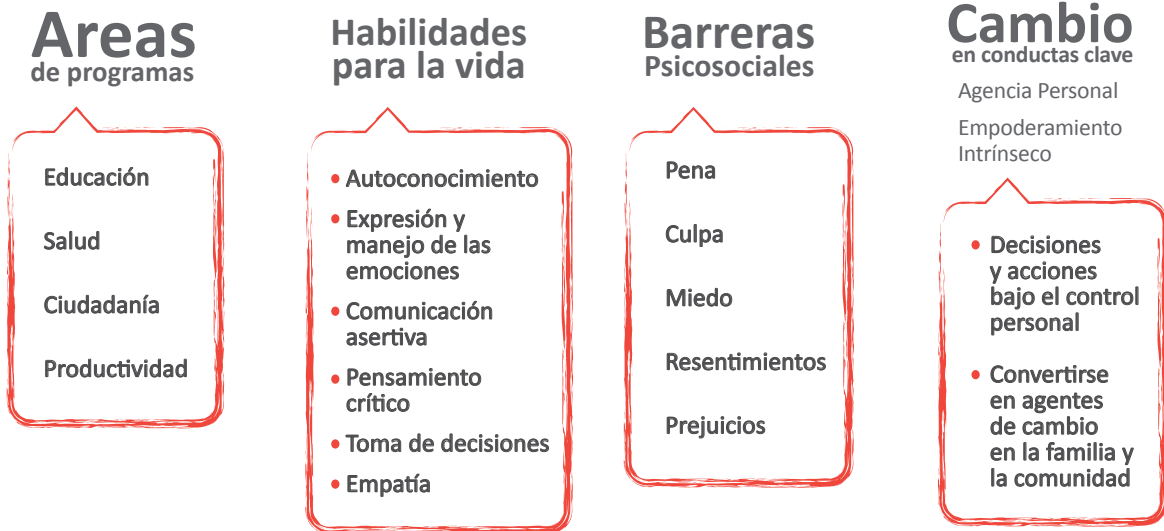 Areas
de programas
Educación
Salud
Ciudadanía
Productividad
Habilidades
para la vida
• Autoconocimiento
• Expresión y
manejo de las
emociones
• Comunicación
asertiva
• Pensamiento
crítico
• Toma de decisiones
• Empatía
Barreras
Psicosociales
Pena
Culpa
Miedo
Resentimientos
Prejuicios
Cambio
en conductas clave
Agencia Personal
Empoderamiento
Intrínseco
• Decisiones
y acciones
bajo el control
personal
• Convertirse
en agentes
de cambio
en la familia y
la comunidad